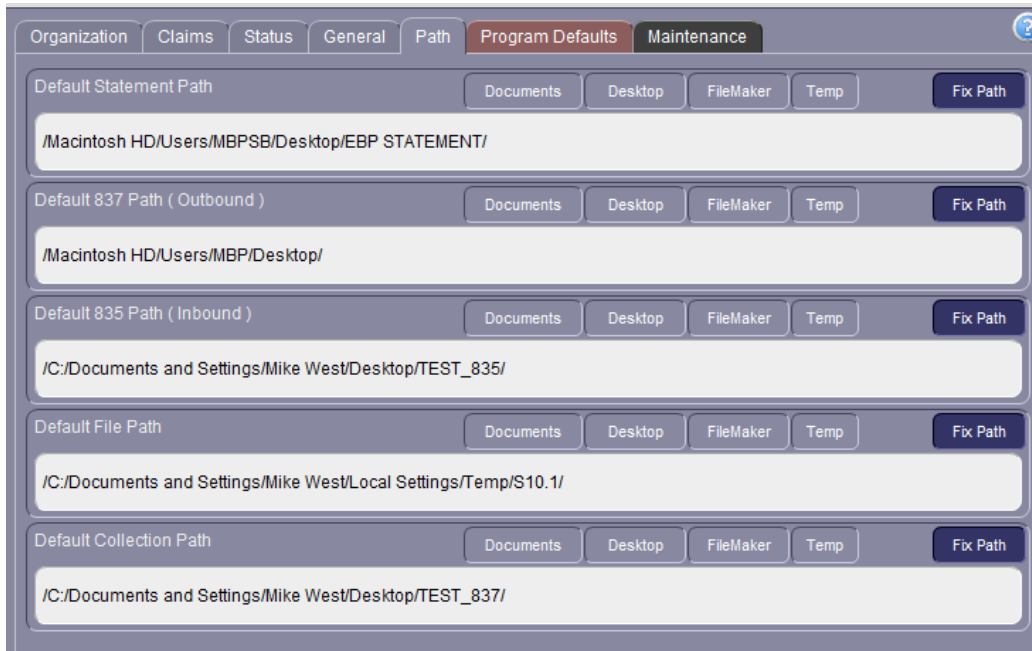 Organization Claims Status General Path Program Defaults Maintenance ?
Default Statement Path Documents Desktop FileMaker Temp Fix Path
/Macintosh HD/Users/MBPSB/Desktop/EBP STATEMENT/
Default 837 Path ( Outbound ) Documents Desktop FileMaker Temp Fix Path
/Macintosh HD/Users/MBP/Desktop/
Default 835 Path ( Inbound ) Documents Desktop FileMaker Temp Fix Path
/C:/Documents and Settings/Mike West/Desktop/TEST_835/
Default File Path Documents Desktop FileMaker Temp Fix Path
/C:/Documents and Settings/Mike West/Local Settings/Temp/S10.1/
Default Collection Path Documents Desktop FileMaker Temp Fix Path
/C:/Documents and Settings/Mike West/Desktop/TEST_837/